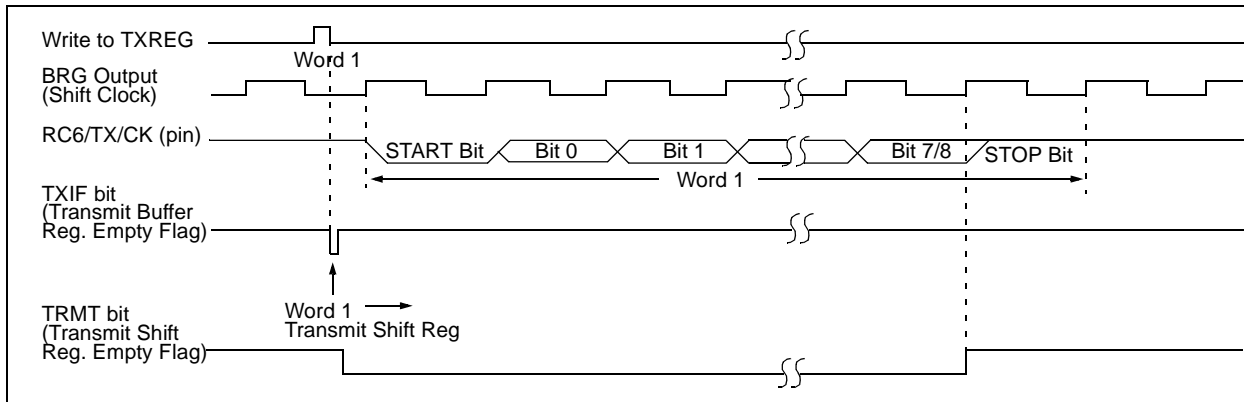 Write to TXREG
Word 1
BRG Output
(Shift Clock)
RC6/TX/CK (pin)
START Bit
Bit 0
Bit 1
Bit 7/8
STOP Bit
Word 1
TXIF bit
(Transmit Buffer
Reg. Empty Flag)
Word 1
Transmit Shift Reg
TRMT bit
(Transmit Shift
Reg. Empty Flag)